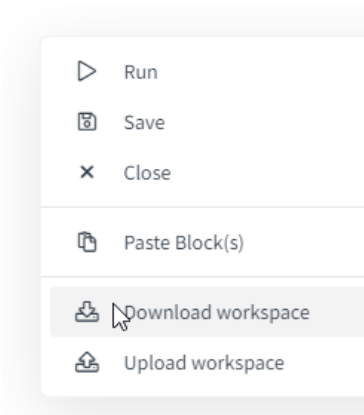 Run
Save
Close
Paste Block(s)
Download workspace
Upload workspace